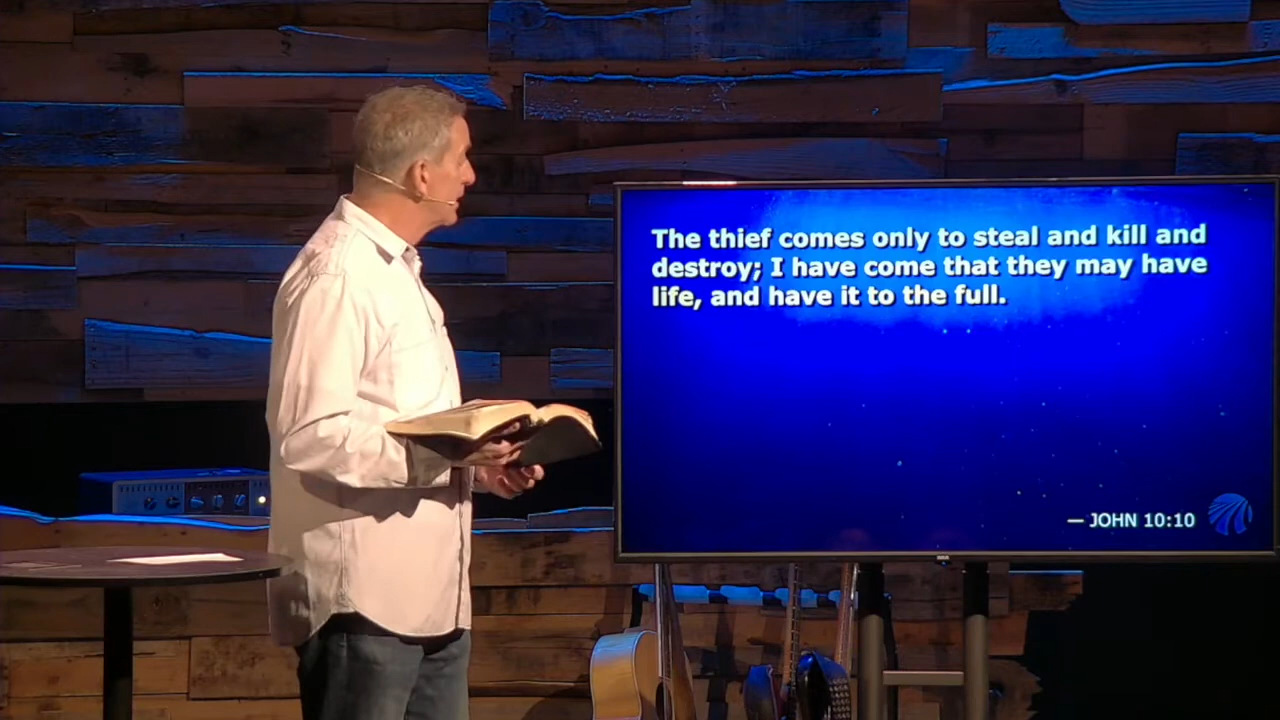 The thief comes only to steal and kill and
destroy; I have come that they may have
life, and have it to the full.
— JOHN 10:10